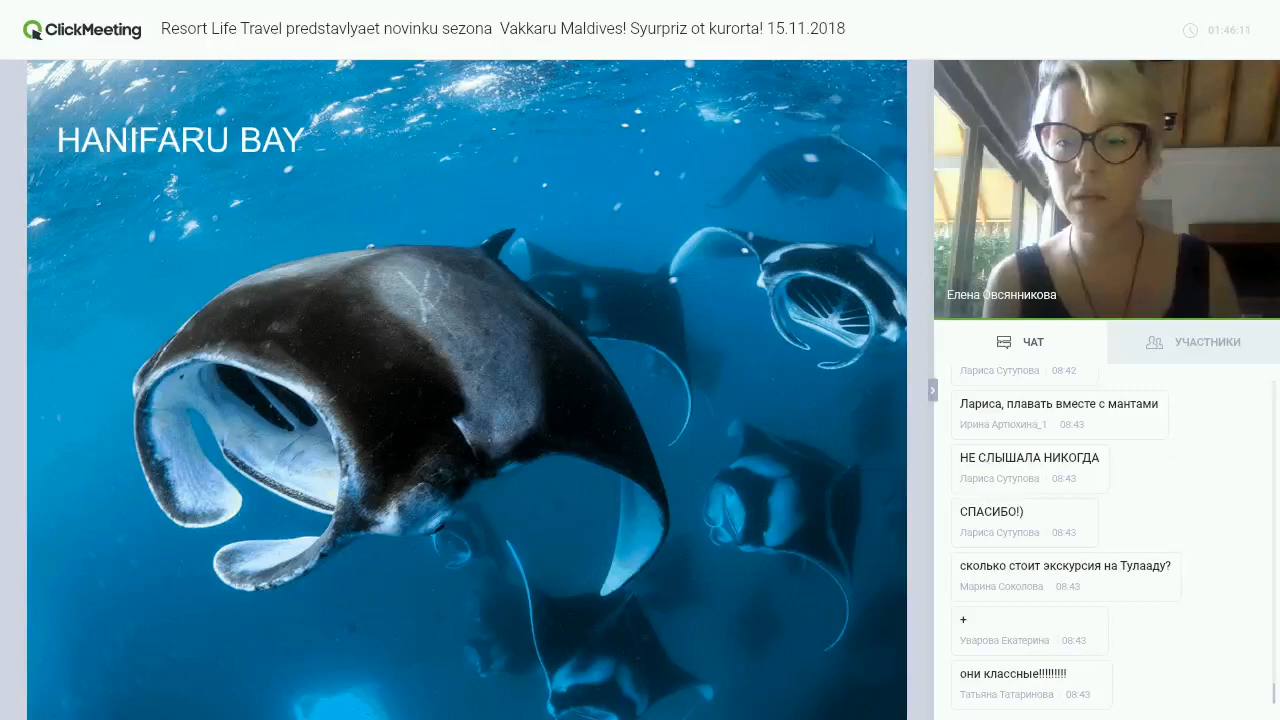 ClickMeeting
Resort Life Travel predstavlyaet novinku sezona Vakkaru Maldives! Syurpriz ot kurorta! 15.11.2018
01:46:11
HANIFARU BAY
Елена Овсянникова
ЧАТ
УЧАСТНИКИ
Лариса Сутупова 08:42
Лариса, плавать вместе с мантами
Ирина Артюхина_1 08:43
НЕ СЛЫШАЛА НИКОГДА
Лариса Сутупова 08:43
СПАСИБО!)
Лариса Сутупова 08:43
сколько стоит экскурсия на Тулааду?
Марина Соколова 08:43
+
Уварова Екатерина 08:43
они классные!!!!!!!!!
Татьяна Татаринова 08:43